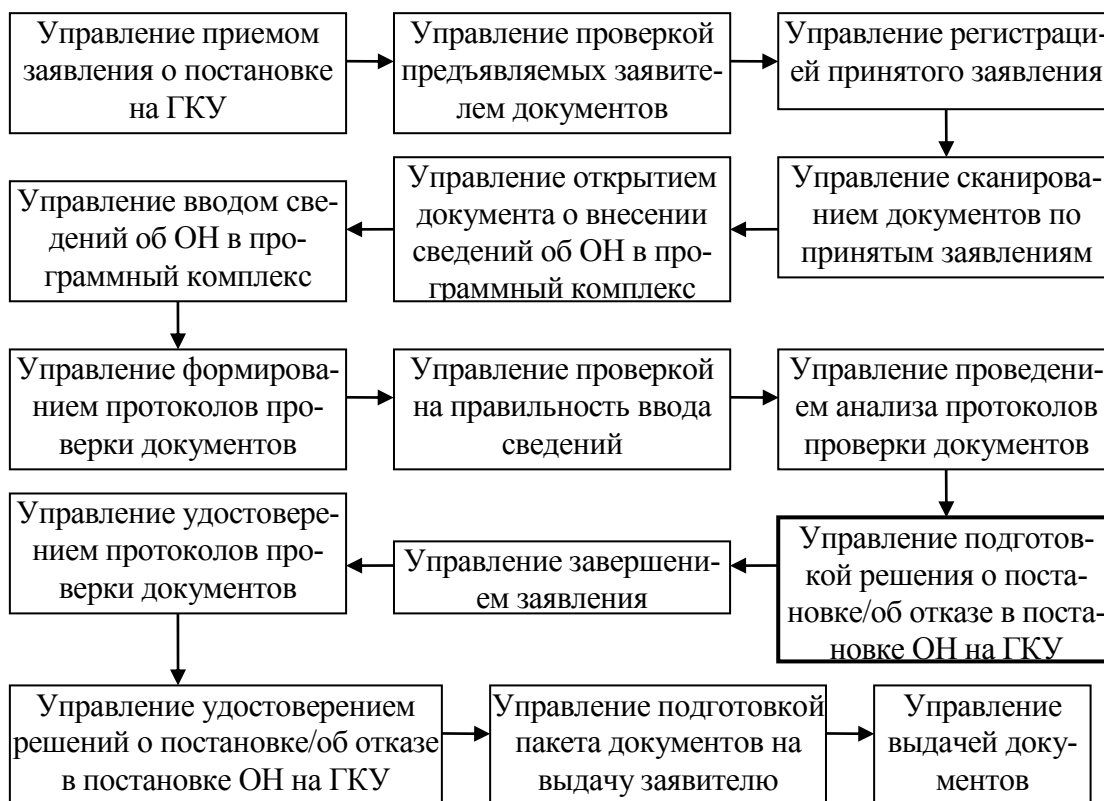 Управление приемом
заявления о постановке
на ГКУ
Управление проверкой
предъявляемых заявите-
лем документов
Управление регистраци-
ей принятого заявления
Управление сканирова-
нием документов по
принятым заявлениям
Управление открытием
документа о внесении
сведений об ОН в про-
граммный комплекс
Управление вводом све-
дений об ОН в про-
граммный комплекс
Управление формирова-
нием протоколов про-
верки документов
Управление проверкой
на правильность ввода
сведений
Управление проведени-
ем анализа протоколов
проверки документов
Управление подготов-
кой решения о поста-
новке/об отказе в поста-
новке ОН на ГКУ
Управление завершени-
ем заявления
Управление удостовере-
нием протоколов про-
верки документов
Управление удостоверением
решений о постановке/об отказе
в постановке ОН на ГКУ
Управление подготовкой
пакета документов на
выдачу заявителю
Управление
выдачей доку-
ментов